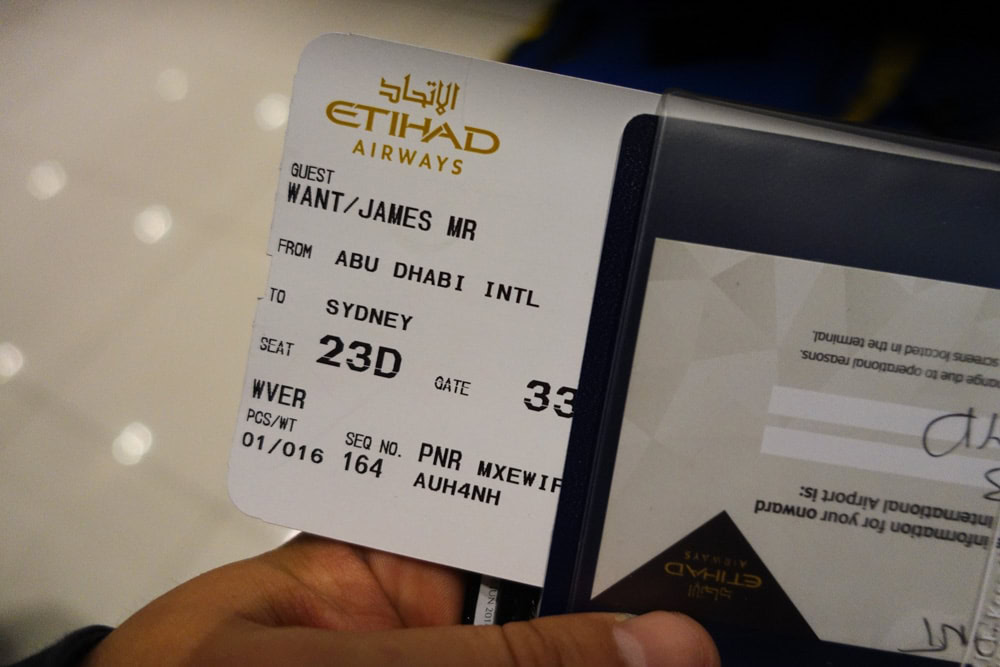 الإتحاد
ETIHAD
AIRWAYS
GUEST
WANT/JAMES MR
FROM ABU DHABI INTL
TO SYDNEY
SEAT 23D GATE 33
WVER
PCS/WT
01/016 SEQ NO. 164 PNR MXEWIF
AUH4NH
information for your onward
International Airport is:
ange due to operational reasons.
screens located in the terminal.
الإتحاد
ETIHAD
AIRWAYS